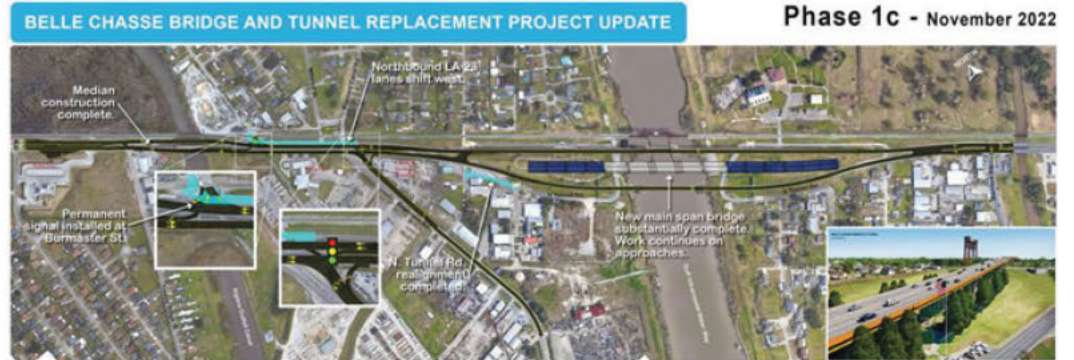 BELLE CHASSE BRIDGE AND TUNNEL REPLACEMENT PROJECT UPDATE
Phase 1c - November 2022
Northbound LA 23
lanes shift west.
Median
construction
complete.
Permanent
signal installed at
Burmaster St.
N. Tunnel Rd.
realignment
completed.
New main span bridge
substantially complete.
Work continues on
approaches.